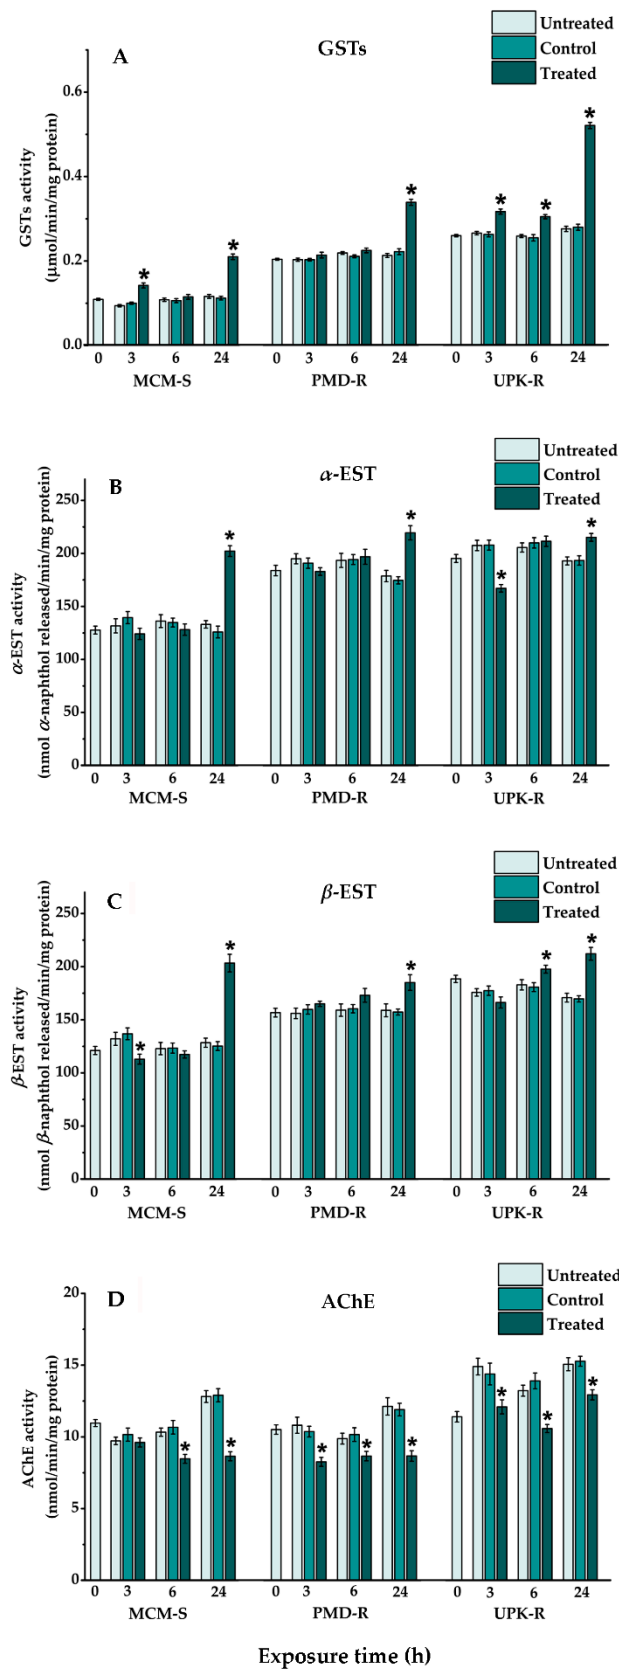 Untreated
A GSTs Control
Treated
0.6
*
*
0.4
*
GSTs activity
(µmol/min/mg protein)
* *
*
0.2
*
0.0
0 3 6 24 0 3 6 24 0 3 6 24
MCM-S PMD-R UPK-R
Untreated
B α-EST Control
Treated
250
* *
*
200
*
150
α-EST activity
(nmol α-naphthol released/min/mg protein)
100
50
0
0 3 6 24 0 3 6 24 0 3 6 24
MCM-S PMD-R UPK-R
Untreated
C β-EST Control
Treated
250
* * * *
200
150
*
β-EST activity
(nmol β-naphthol released/min/mg protein)
100
50
0
0 3 6 24 0 3 6 24 0 3 6 24
MCM-S PMD-R UPK-R
Untreated
D AChE Control
Treated
20
15
* *
AChE activity
(nmol/min/mg protein)
10
* * * * * *
5
0
0 3 6 24 0 3 6 24 0 3 6 24
MCM-S PMD-R UPK-R
Exposure time (h)